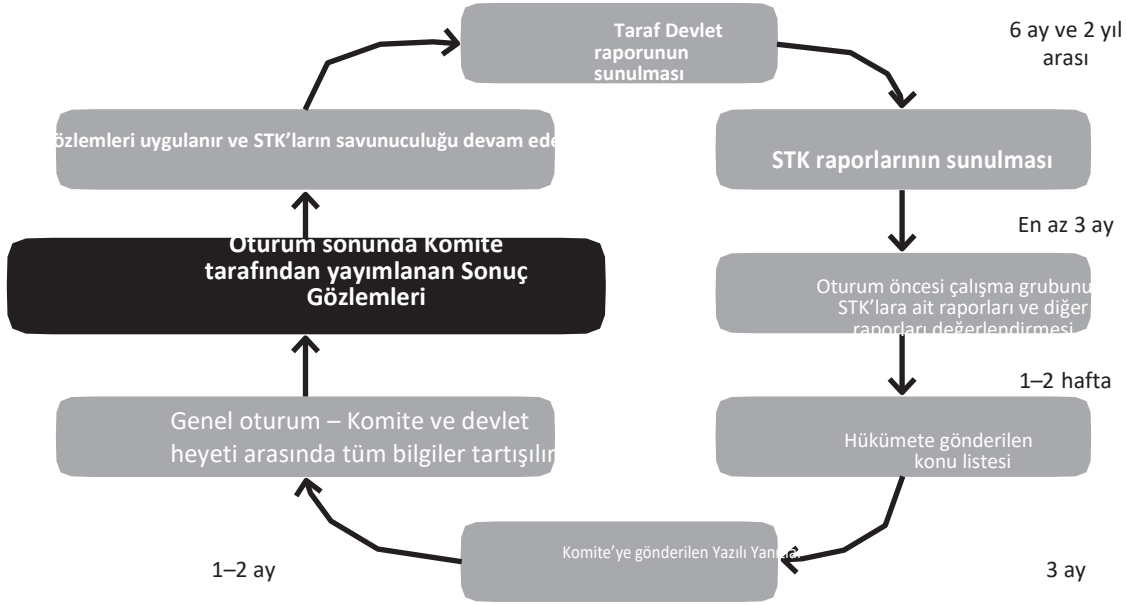 Taraf Devlet
raporunun
sunulması
6 ay ve 2 yıl
arası
STK raporlarının sunulması
En az 3 ay
Oturum öncesi çalışma grubunu
STK’lara ait raporları ve diğer
raporları değerlendirmesi
1–2 hafta
Hükümete gönderilen
konu listesi
3 ay
Komite’ye gönderilen Yazılı
1–2 ay
Genel oturum – Komite ve devlet
heyeti arasında tüm bilgiler tartışılır
Oturum sonunda Komite
tarafından yayımlanan Sonuç
Gözlemleri
uygulanır ve STK’ların savunuculuğu devam